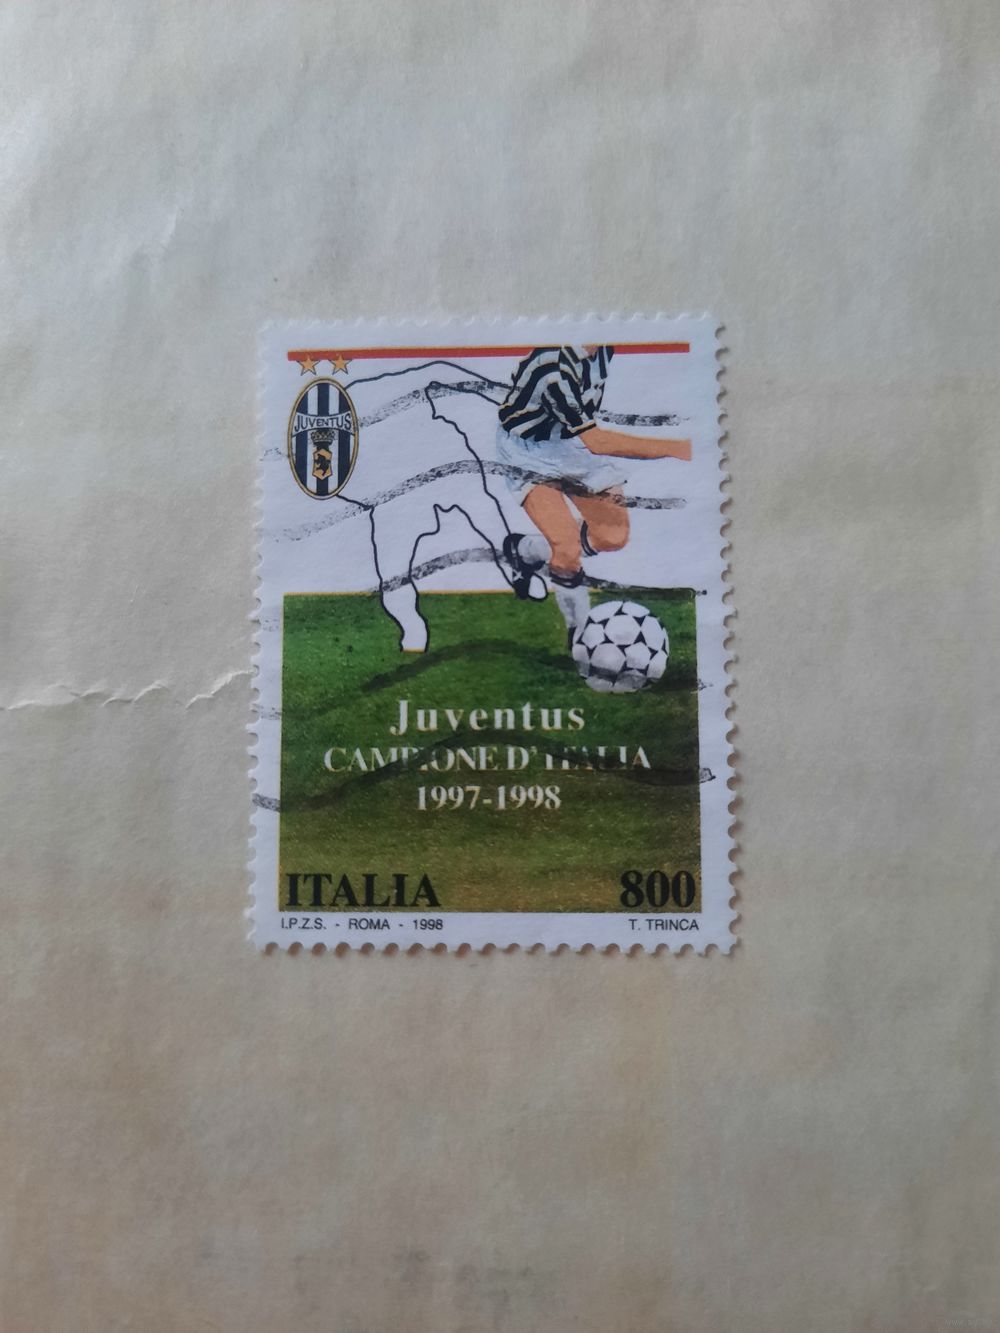 JUVENTUS
Juventus
CAMPIONE D'ITALIA
1997-1998
ITALIA 800
I.P.Z.S. - ROMA - 1998 T. TRINCA